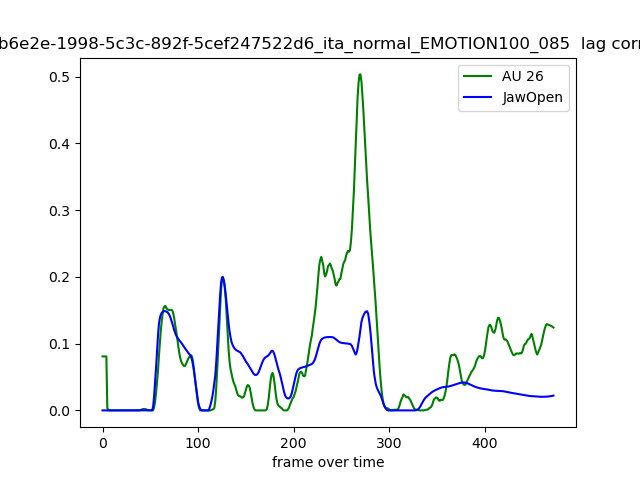 b6e2e-1998-5c3c-892f-5cef247522d6_ita_normal_EMOTION100_085 lag corr
AU 26
JawOpen
0.5
0.4
0.3
0.2
0.1
0.0
0 100 200 300 400
frame over time